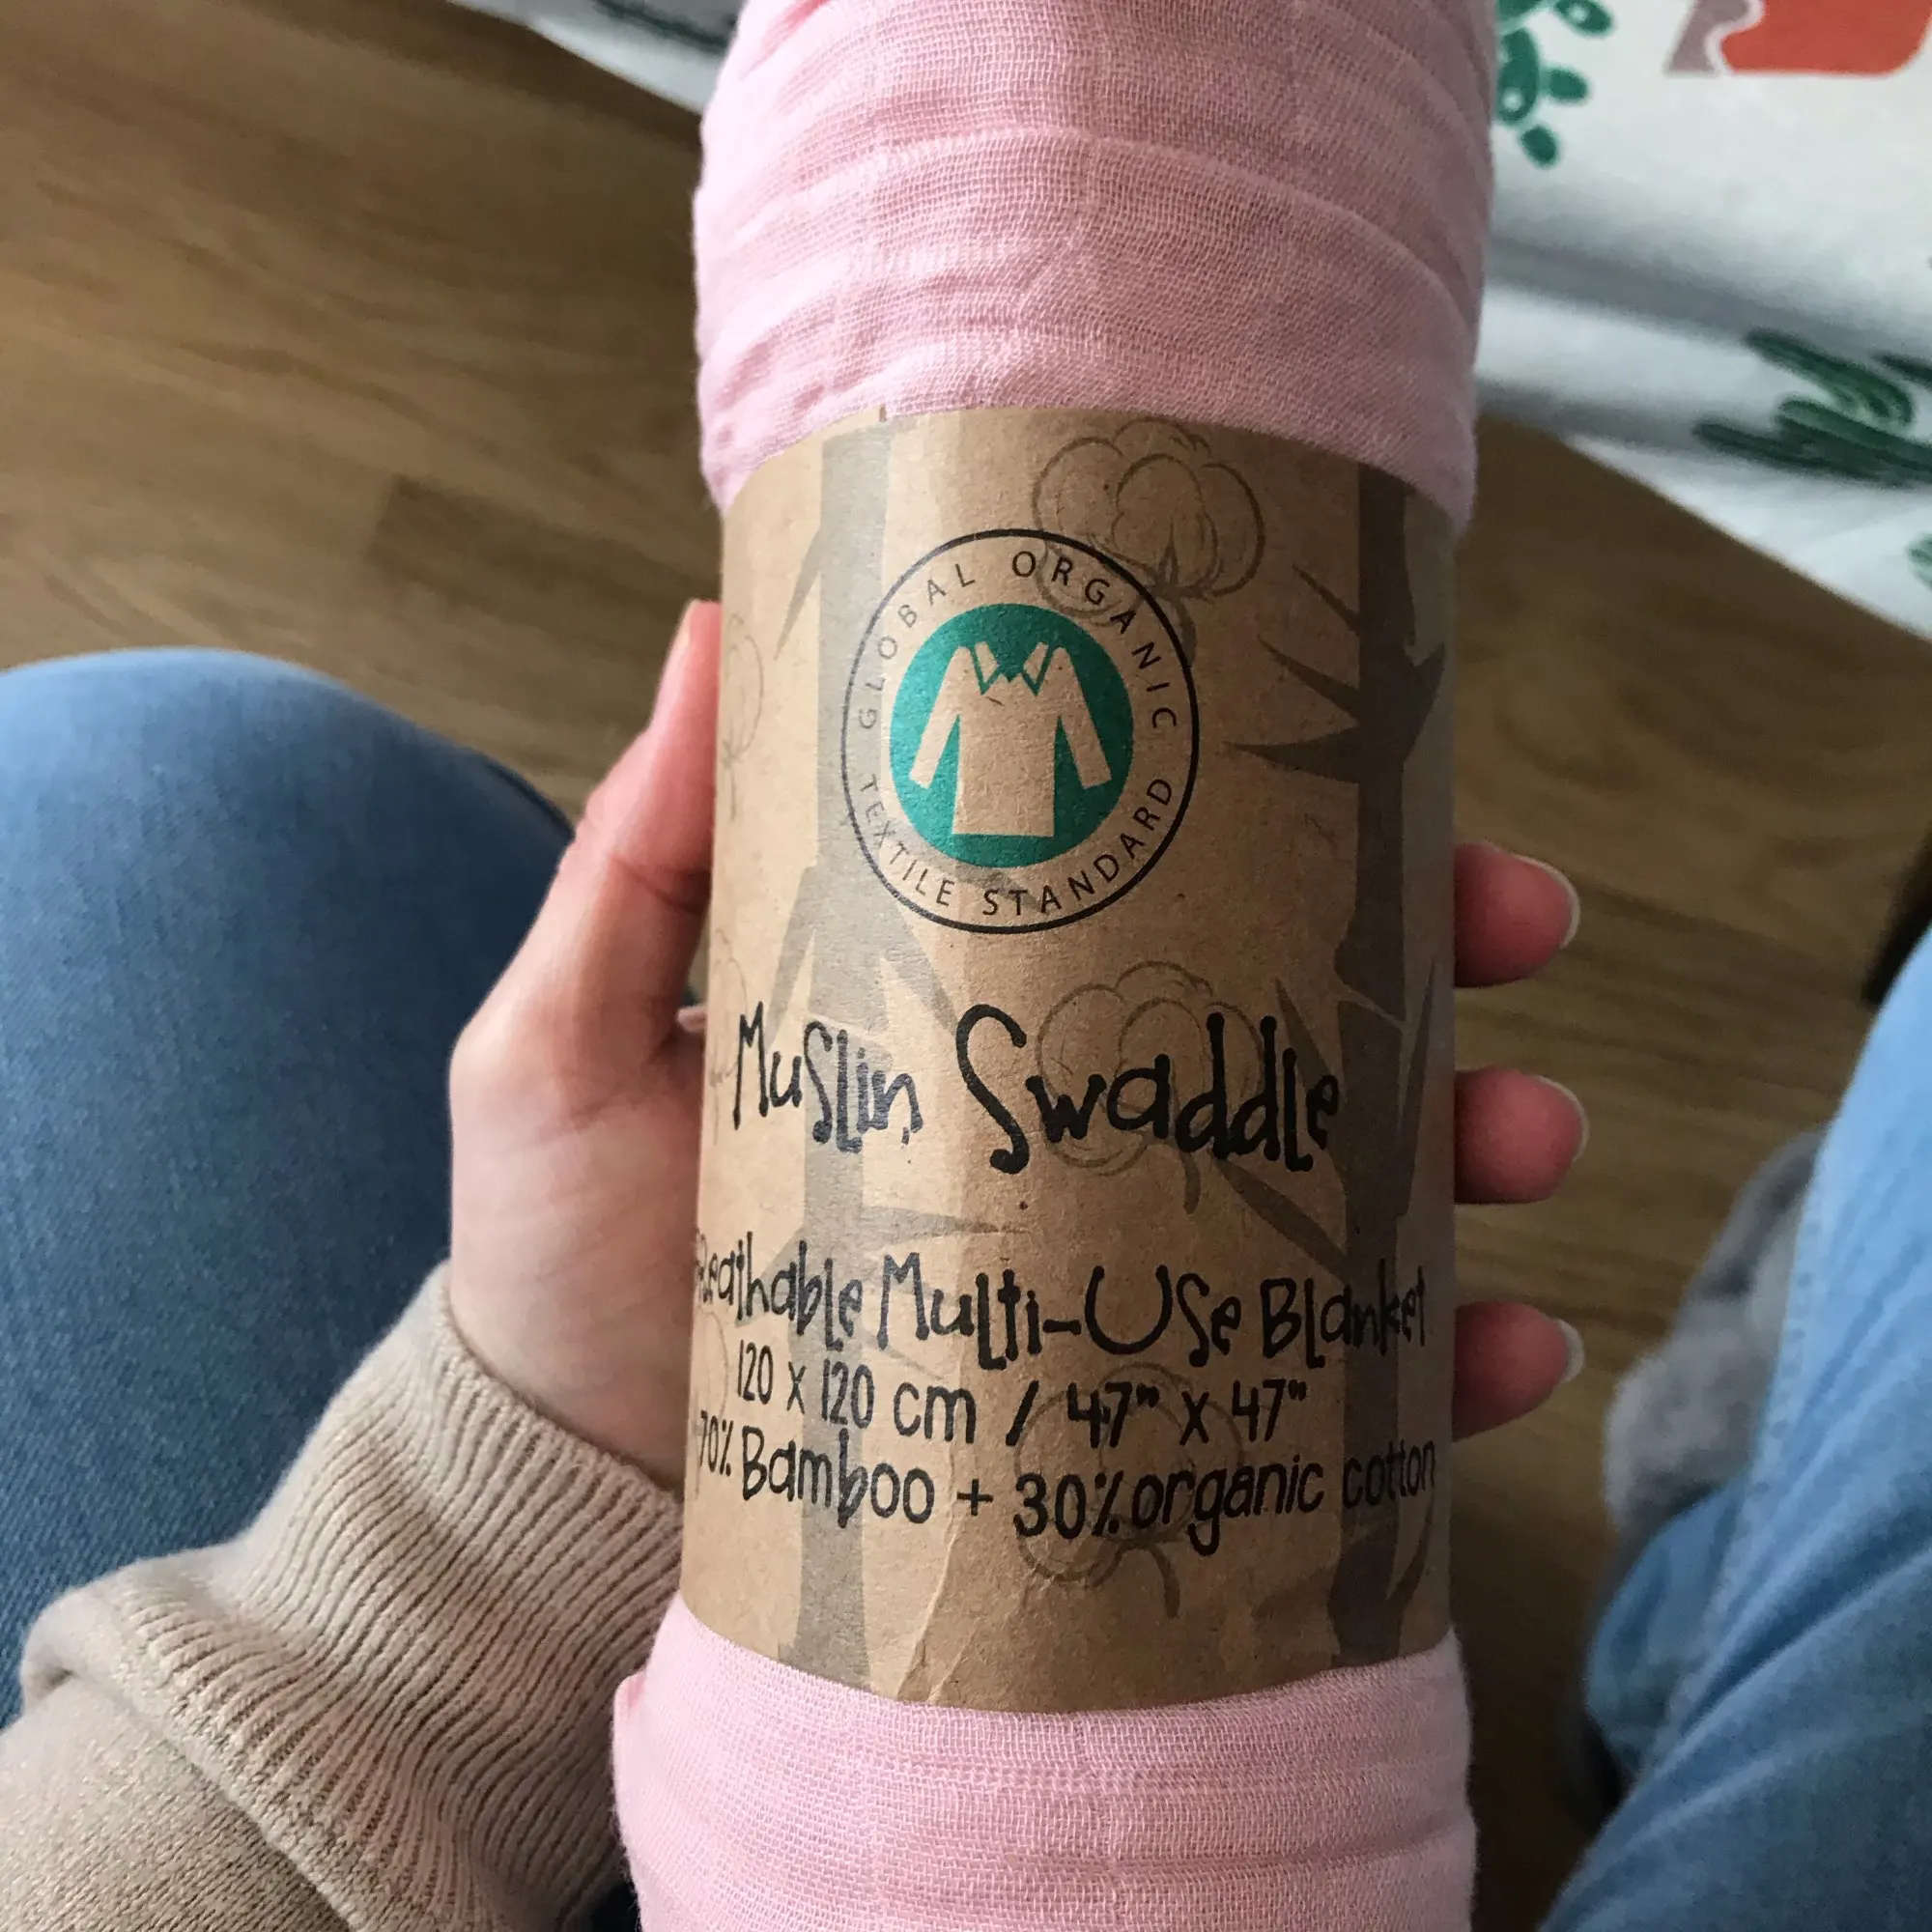 GLOBAL ORGANIC
TEXTILE STANDARD
Muslin Swaddle
Breathable Multi-Use Blanket
120 x 120 cm / 47" x 47"
70% Bamboo + 30% organic cotton